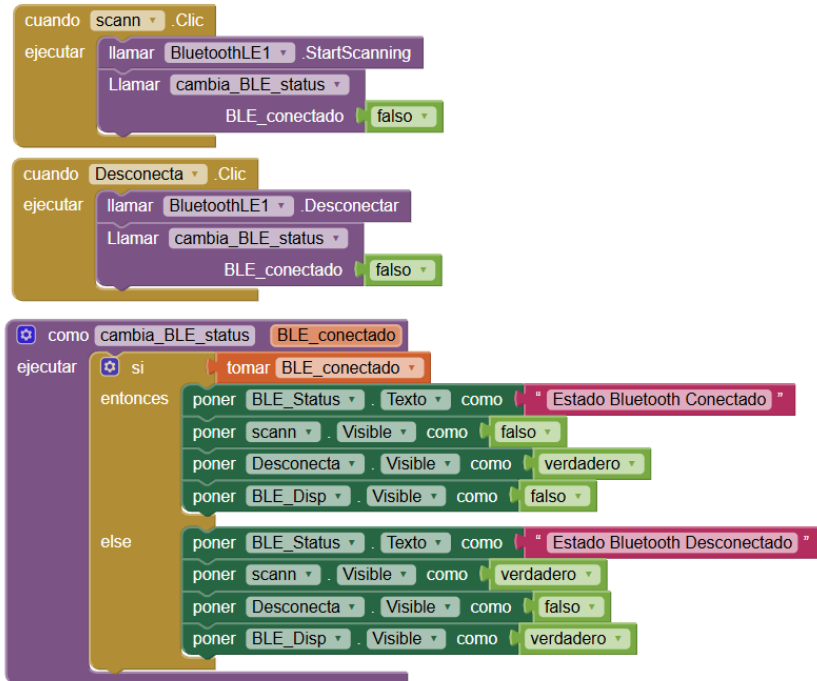 cuando scann .Clic
ejecutar llamar BluetoothLE1 .StartScanning
Llamar cambia_BLE_status
BLE_conectado falso
cuando Desconecta .Clic
ejecutar llamar BluetoothLE1 .Desconectar
Llamar cambia_BLE_status
BLE_conectado falso
como cambia_BLE_status BLE_conectado
ejecutar si tomar BLE_conectado
entonces poner BLE_Status . Texto como " Estado Bluetooth Conectado "
poner scann . Visible como falso
poner Desconecta . Visible como verdadero
poner BLE_Disp . Visible como falso
else poner BLE_Status . Texto como " Estado Bluetooth Desconectado "
poner scann . Visible como verdadero
poner Desconecta . Visible como falso
poner BLE_Disp . Visible como verdadero